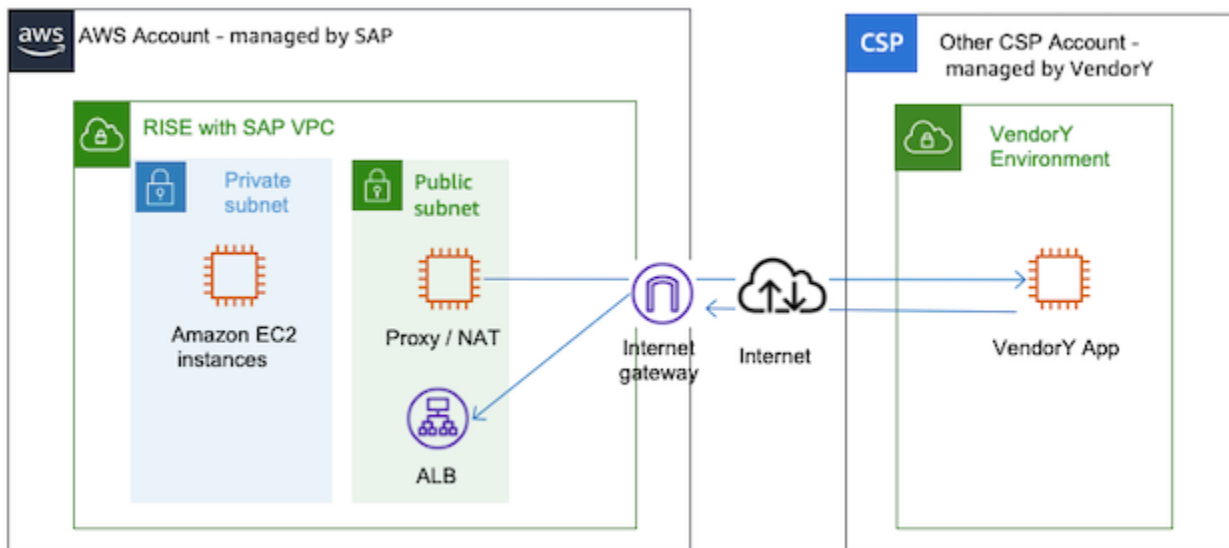 aws
AWS Account - managed by SAP
RISE with SAP VPC
Private
subnet
Amazon EC2
instances
Public
subnet
Proxy / NAT
ALB
Internet
gateway
Internet
CSP
Other CSP Account -
managed by VendorY
VendorY
Environment
VendorY App